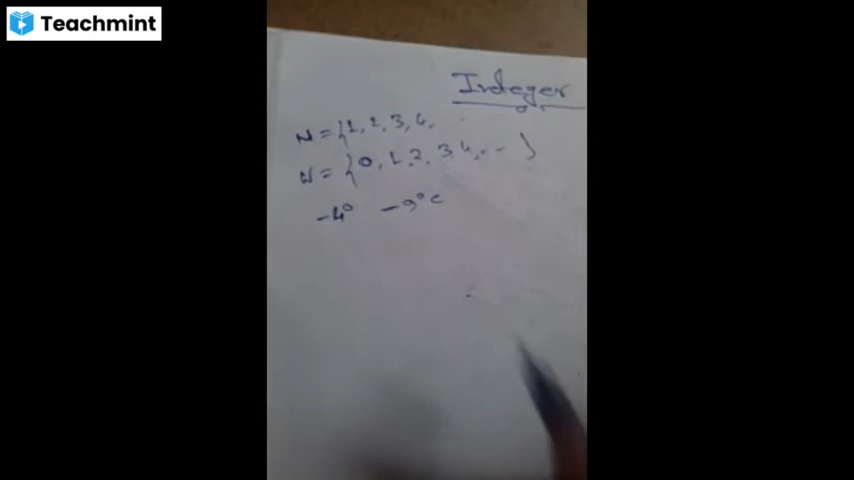 Teachmint
Integer
N = {1, 2, 3, 4,
W = {0, 1, 2, 3, 4, . - - }
-4° -9°C